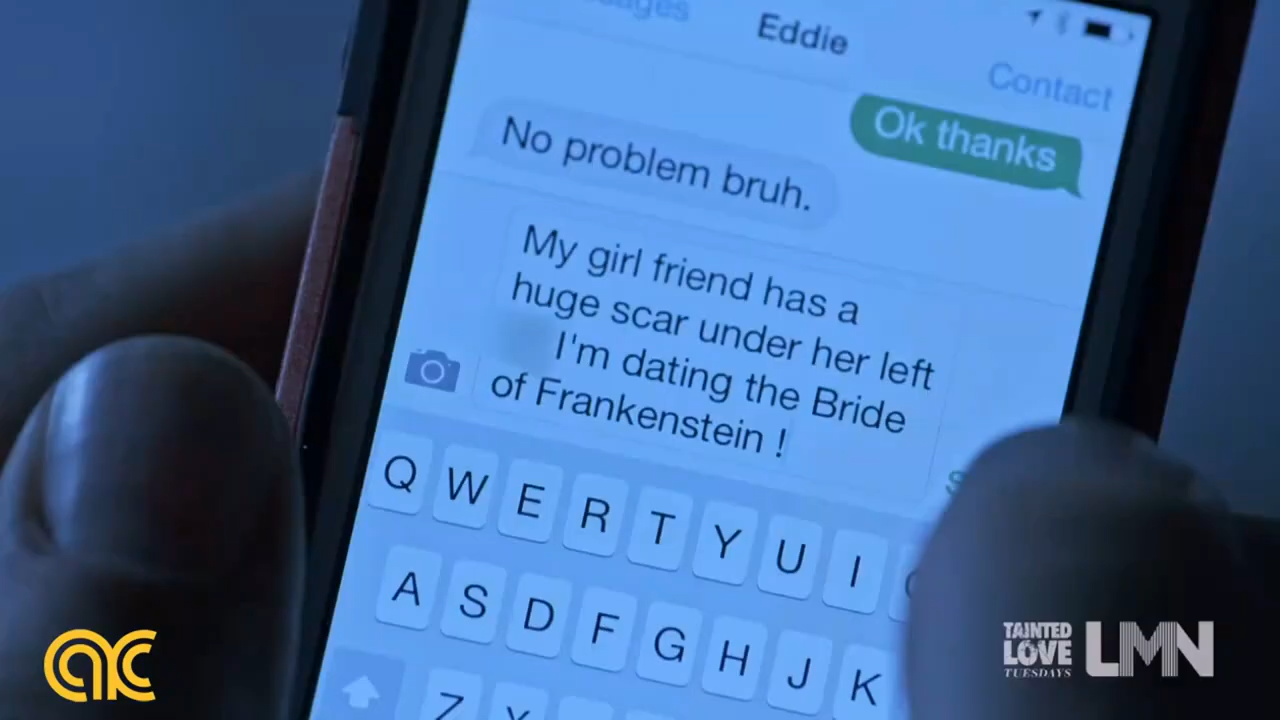 Eddie
Contact
Ok thanks
No problem bruh.
My girl friend has a
huge scar under her left
I'm dating the Bride
of Frankenstein !
Q W E R T Y U I
A S D F G H J K
Z
TAINTED
LOVE
TUESDAYS
LMN